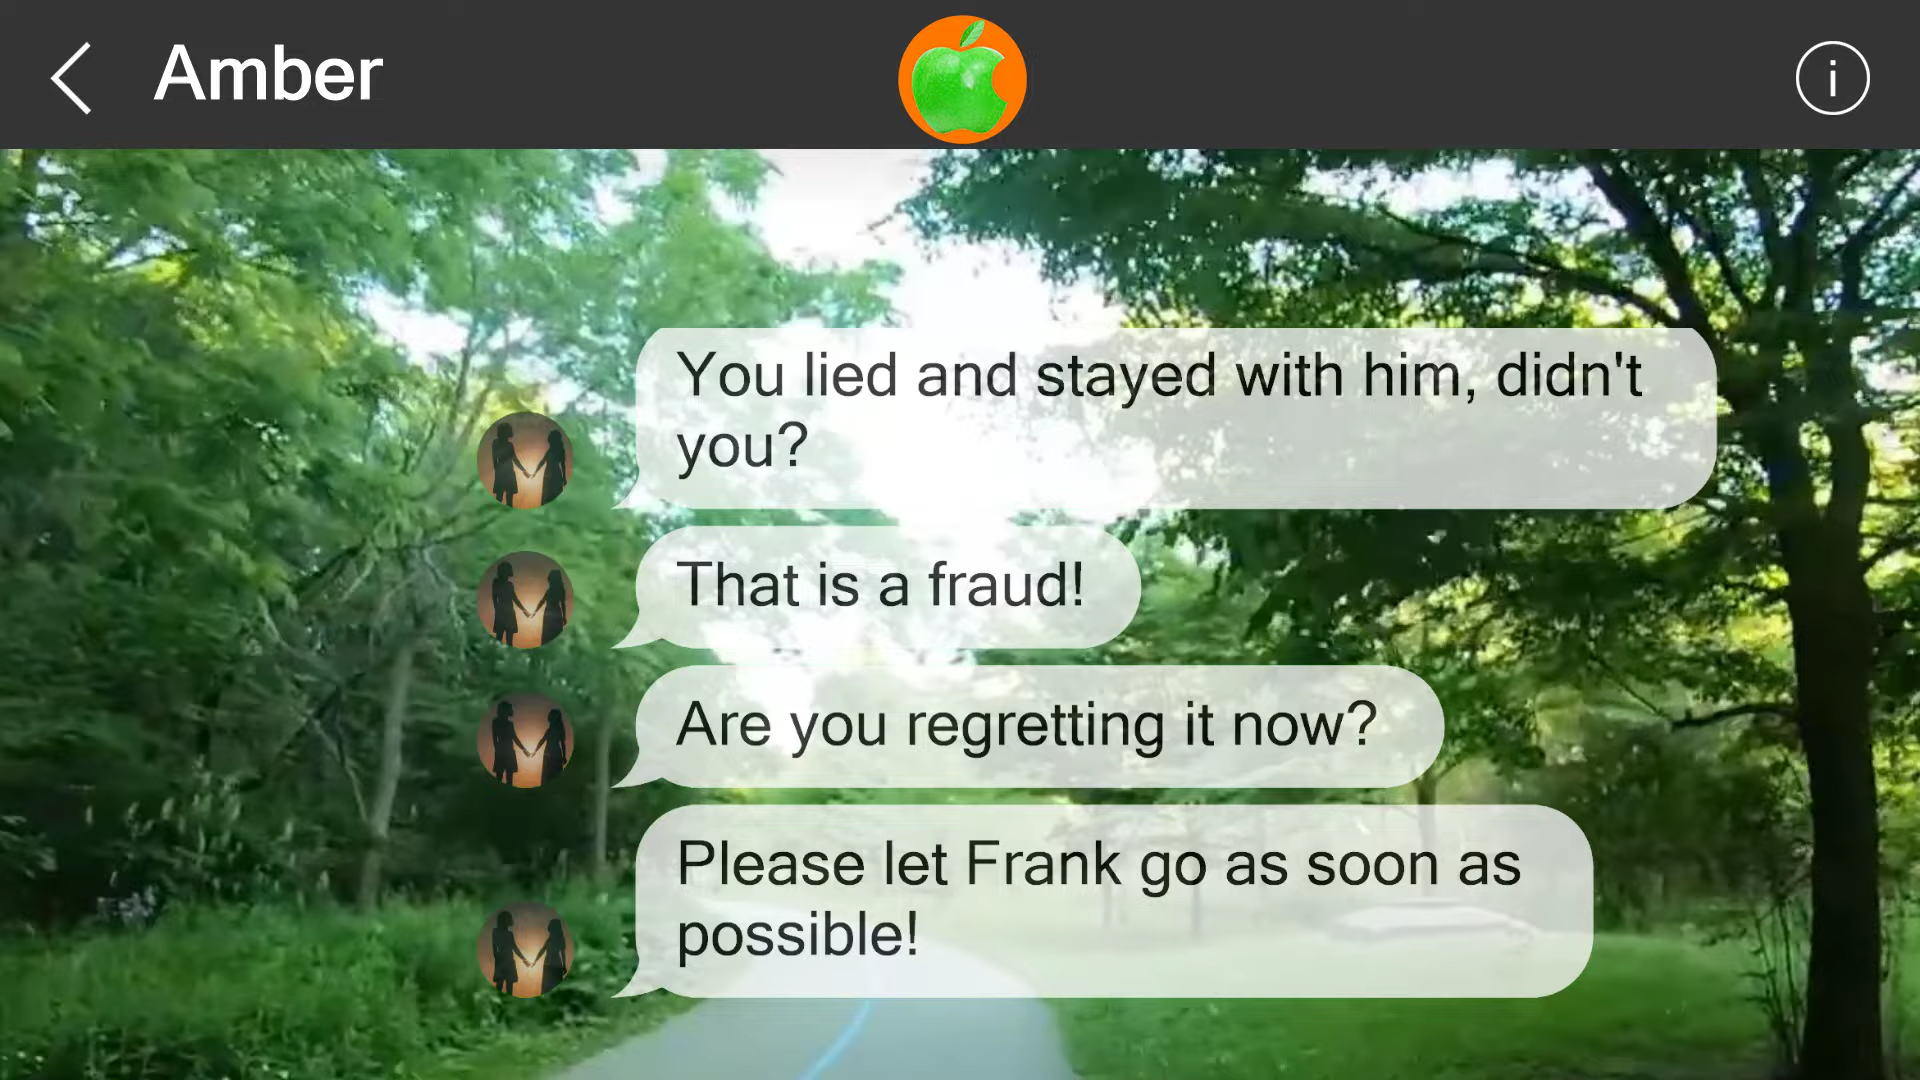 Amber
i
You lied and stayed with him, didn't
you?
That is a fraud!
Are you regretting it now?
Please let Frank go as soon as
possible!